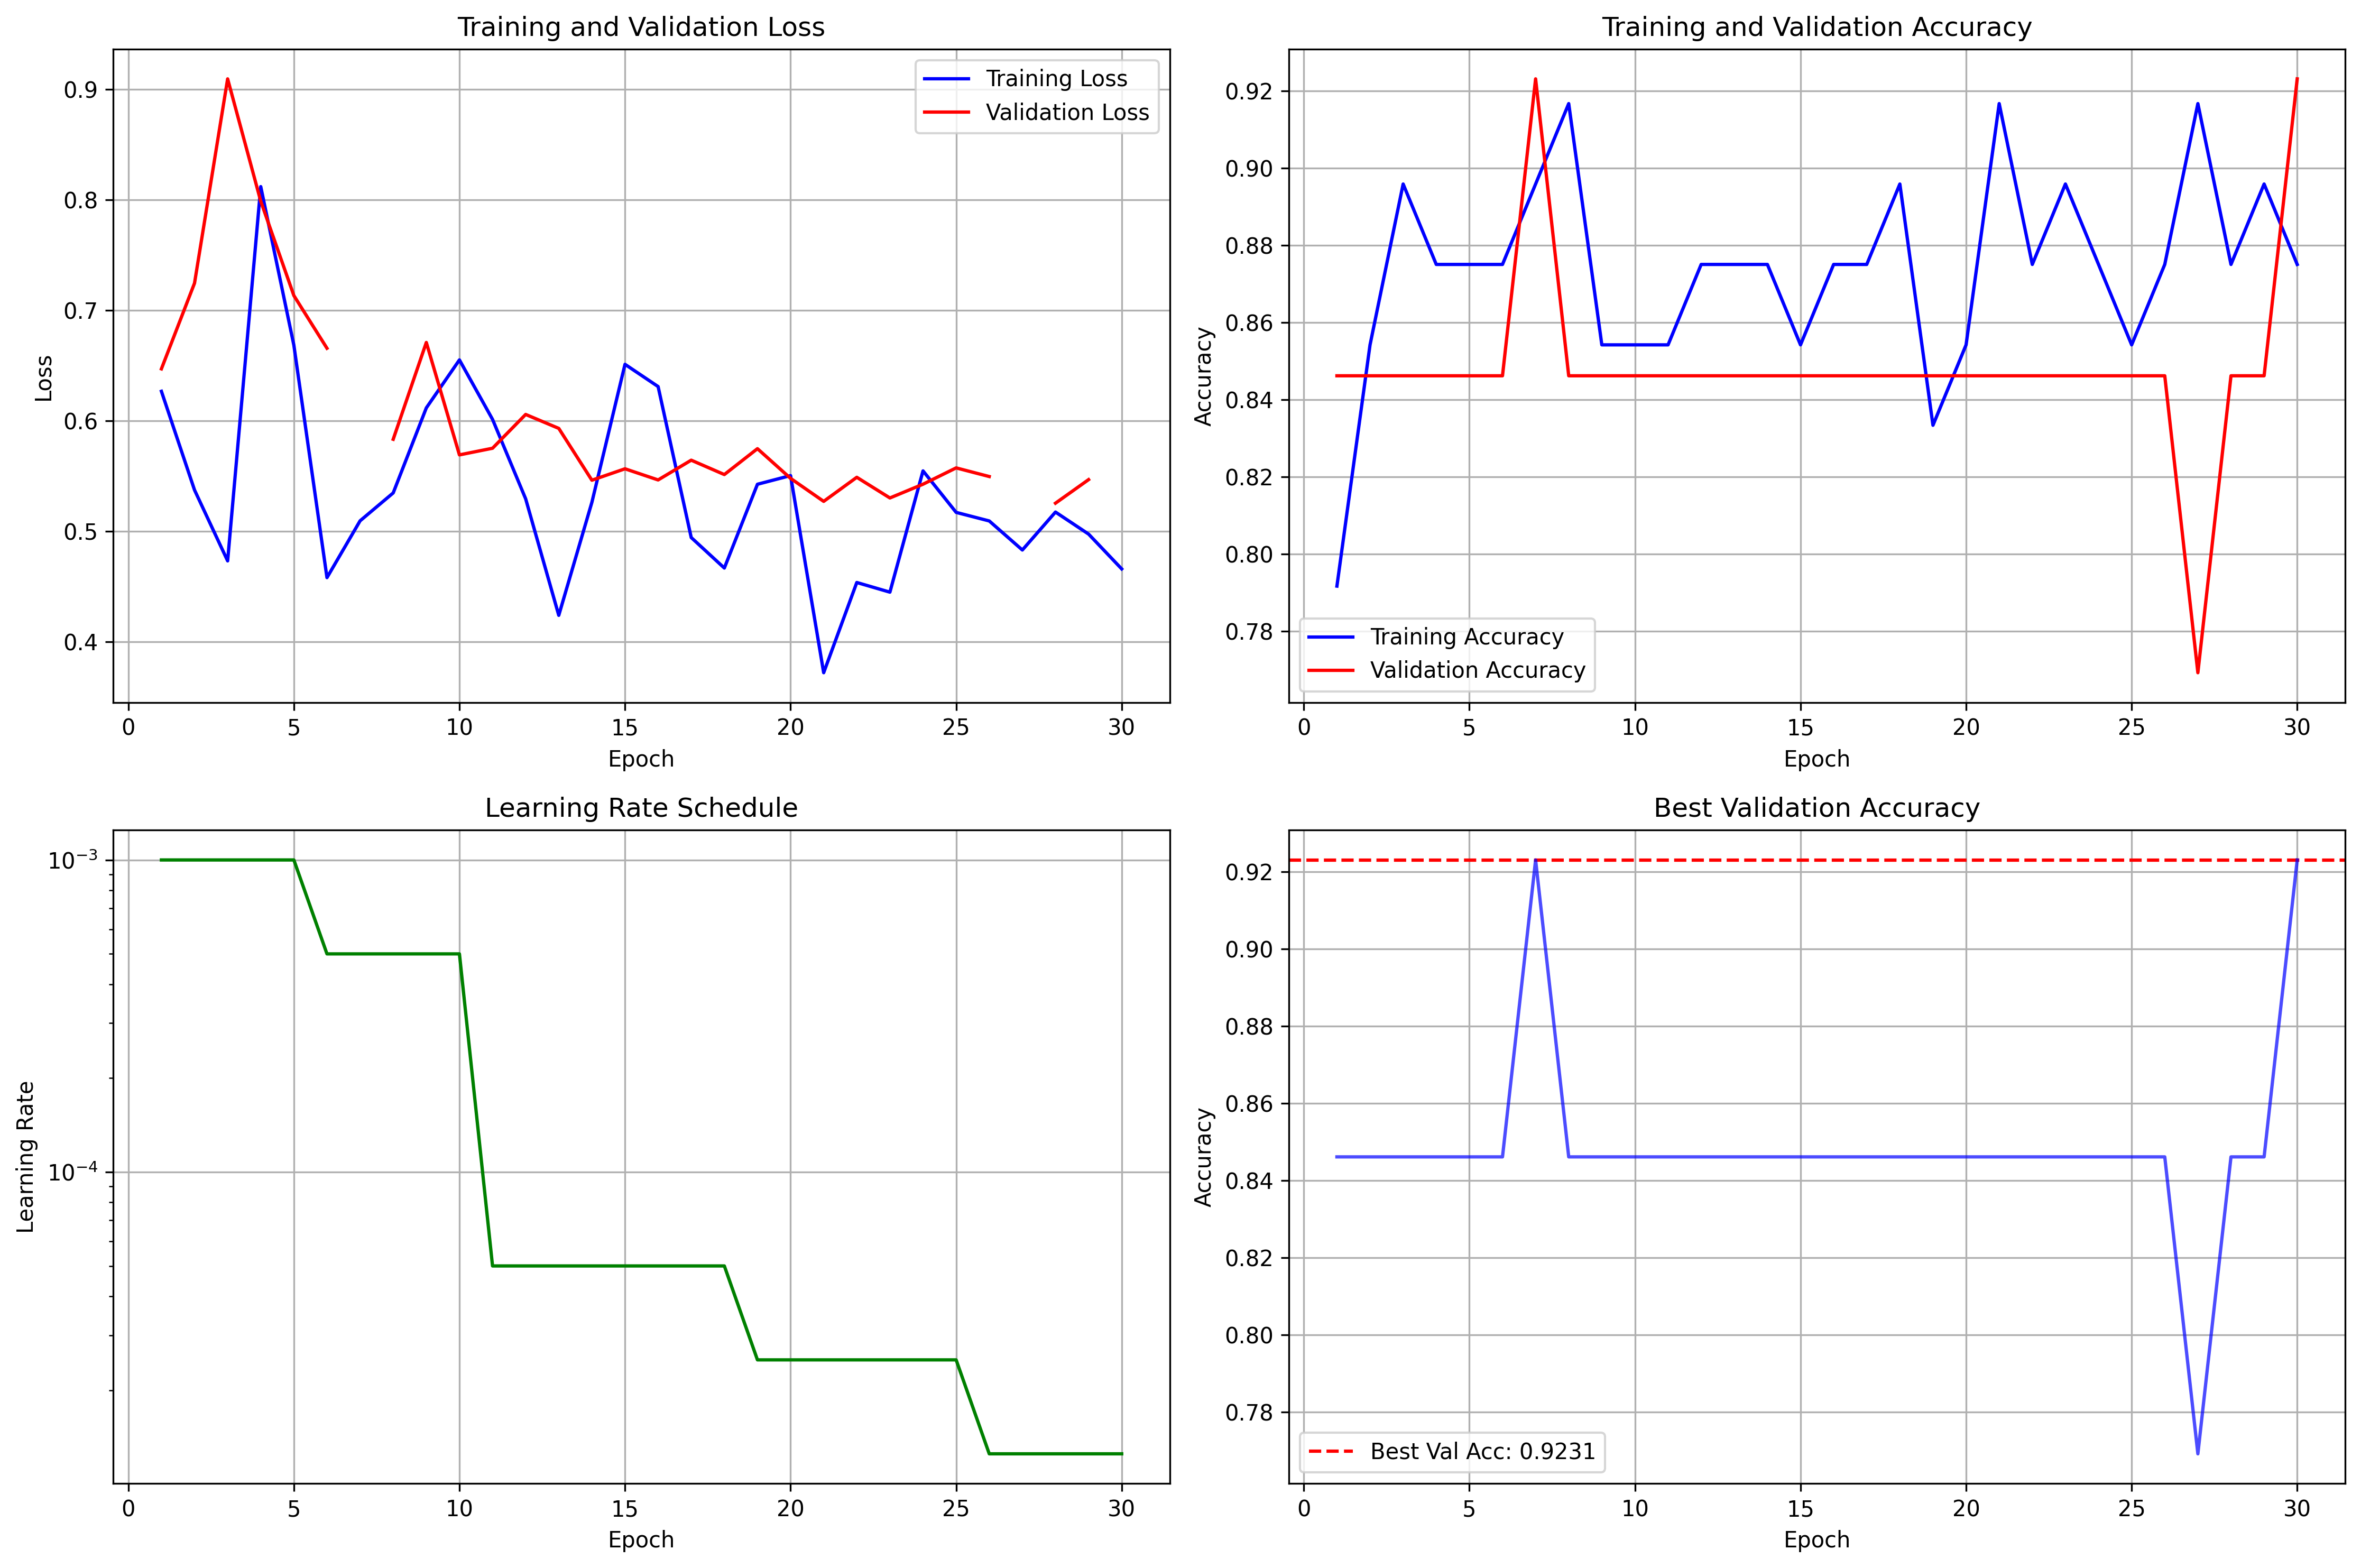 Training and Validation Loss
Loss
0.9
0.8
0.7
0.6
0.5
0.4
Training Loss
Validation Loss
0 5 10 15 20 25 30
Epoch
Training and Validation Accuracy
Accuracy
0.92
0.90
0.88
0.86
0.84
0.82
0.80
0.78
Training Accuracy
Validation Accuracy
0 5 10 15 20 25 30
Epoch
Learning Rate Schedule
Learning Rate
10⁻³
10⁻⁴
0 5 10 15 20 25 30
Epoch
Best Validation Accuracy
Accuracy
0.92
0.90
0.88
0.86
0.84
0.82
0.80
0.78
Best Val Acc: 0.9231
0 5 10 15 20 25 30
Epoch